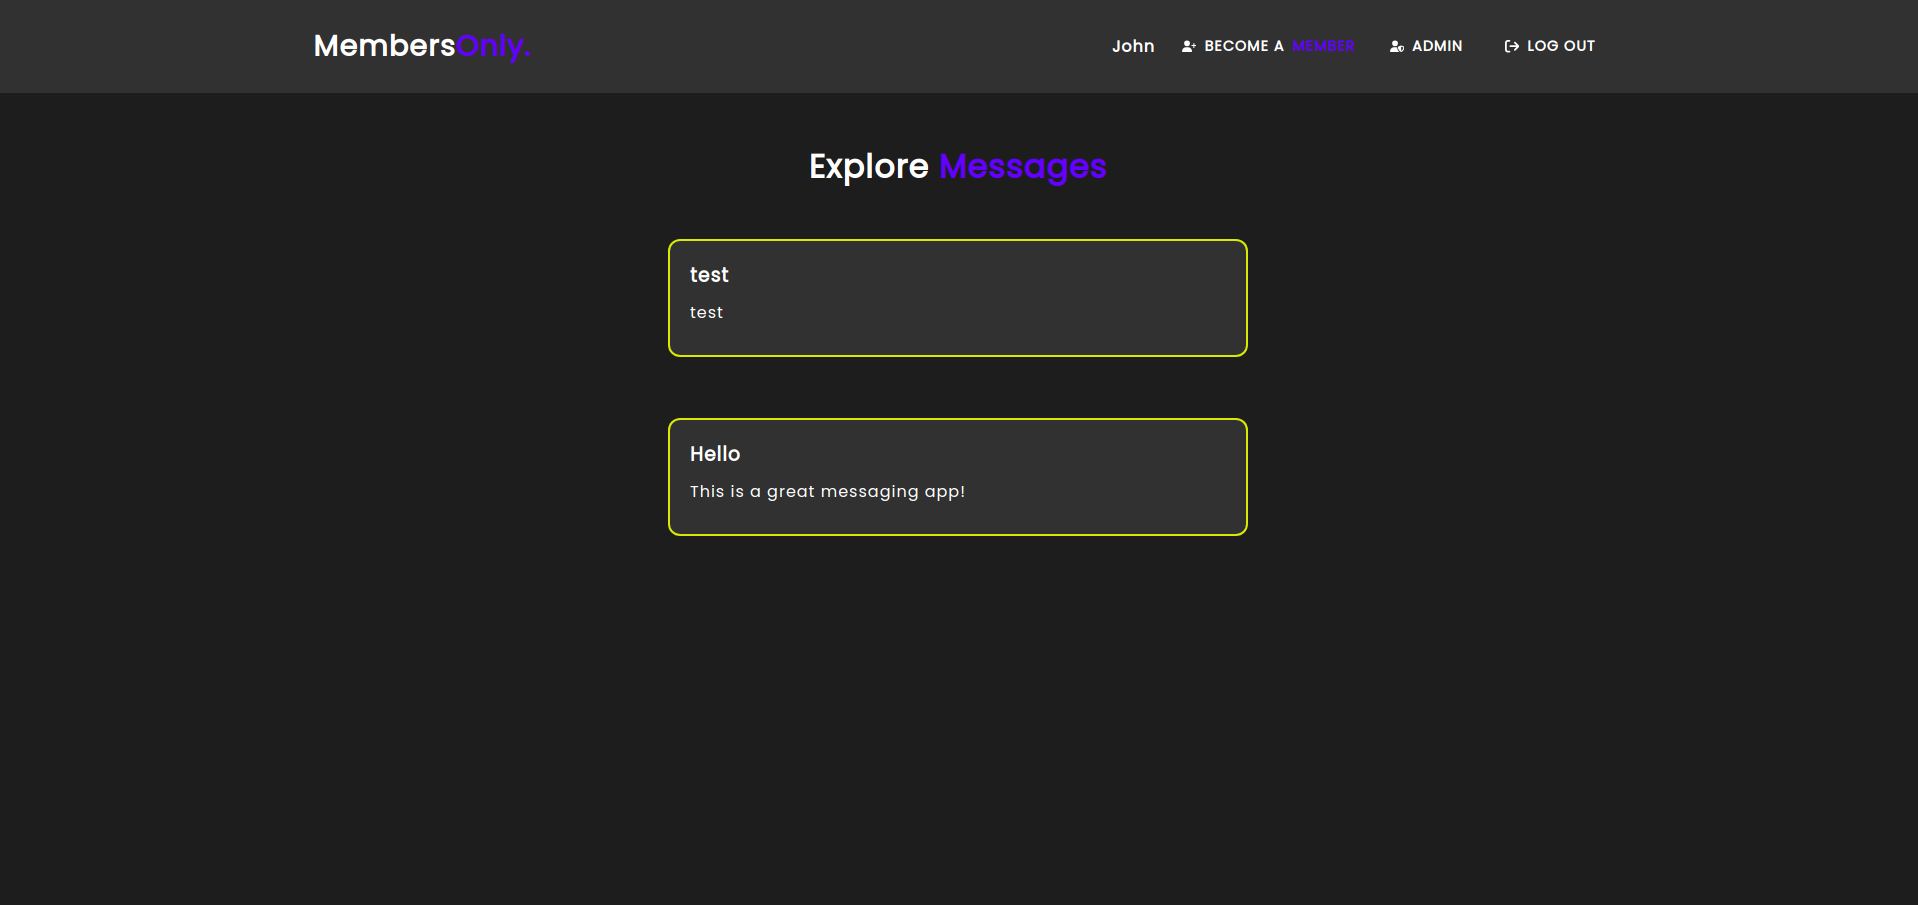 MembersOnly.
John BECOME A MEMBER ADMIN LOG OUT
Explore Messages
test
test
Hello
This is a great messaging app!